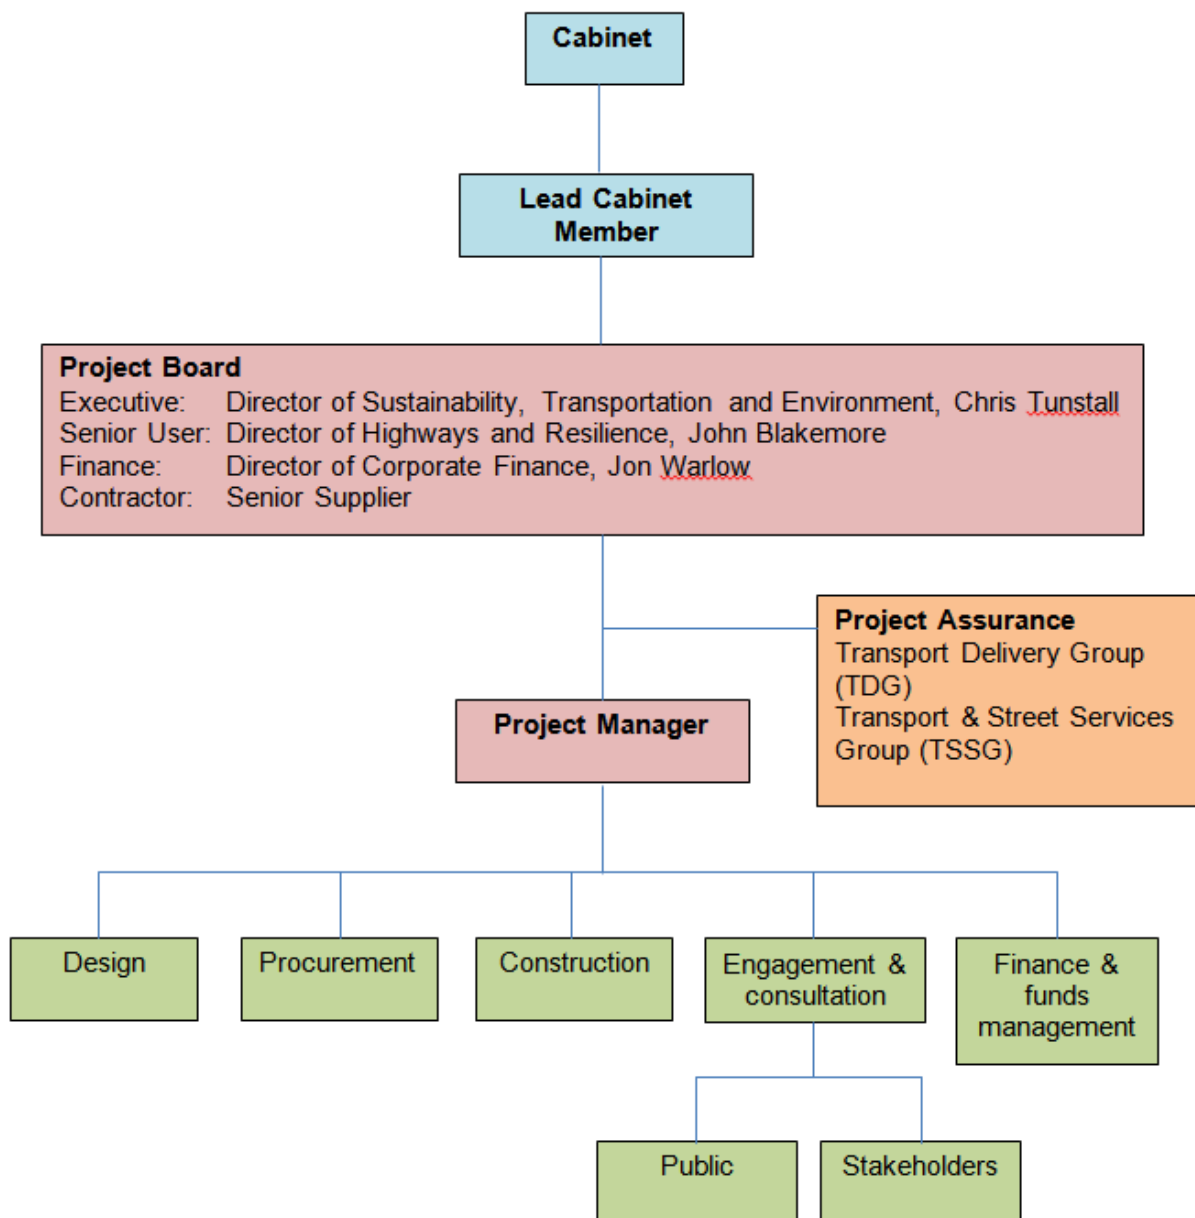 Cabinet
Lead Cabinet
Member
Project Board
Executive: Director of Sustainability, Transportation and Environment, Chris Tunstall
Senior User: Director of Highways and Resilience, John Blakemore
Finance: Director of Corporate Finance, Jon Warlow
Contractor: Senior Supplier
Project Assurance
Transport Delivery Group
(TDG)
Transport & Street Services
Group (TSSG)
Project Manager
Design
Procurement
Construction
Engagement &
consultation
Finance &
funds
management
Public
Stakeholders